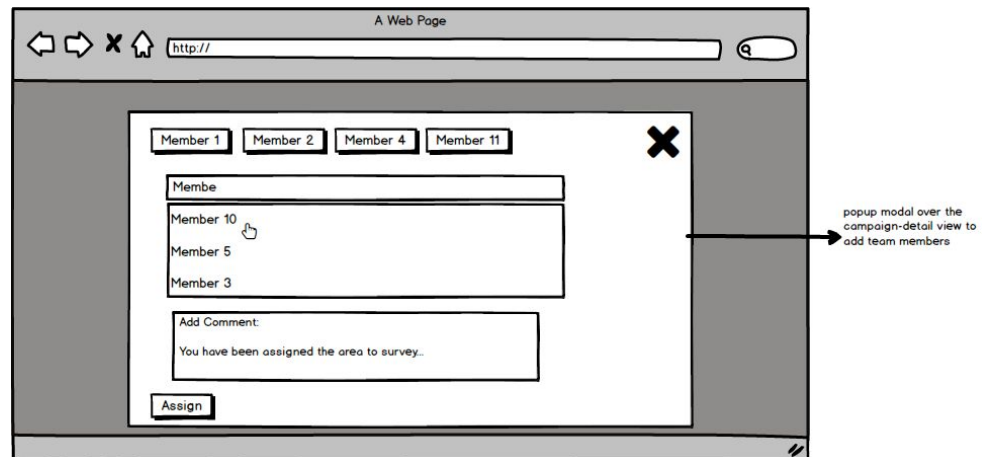 A Web Page
http://
Member 1
Member 2
Member 4
Member 11
Membe
Member 10
Member 5
Member 3
Add Comment:
You have been assigned the area to survey...
Assign
popup modal over the
campaign-detail view to
add team members